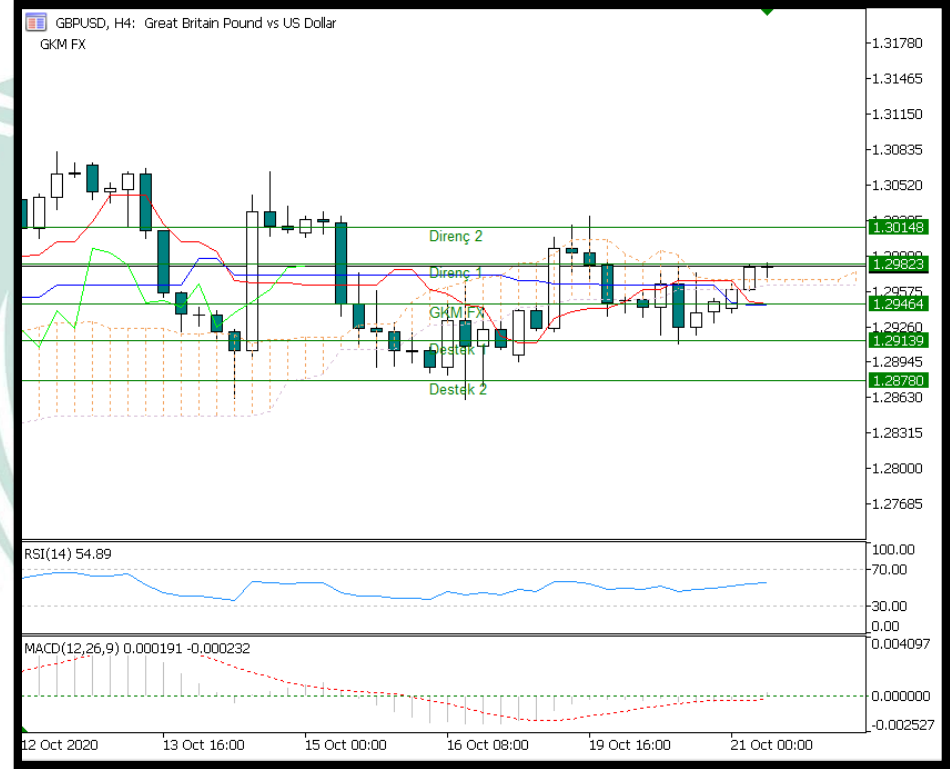 GBPUSD, H4: Great Britain Pound vs US Dollar
GKM FX
1.31780
1.31465
1.31150
1.30835
1.30520
1.30148
Direnç 2
1.29823
Direnç 1
1.29575
1.29464
GKM FX
1.29260
1.29139
Destek 1
1.28945
1.28780
Destek 2
1.28630
1.28315
1.28000
1.27685
RSI(14) 54.89
100.00
70.00
30.00
0.00
MACD(12,26,9) 0.000191 -0.000232
0.004097
0.000000
-0.002527
12 Oct 2020
13 Oct 16:00
15 Oct 00:00
16 Oct 08:00
19 Oct 16:00
21 Oct 00:00